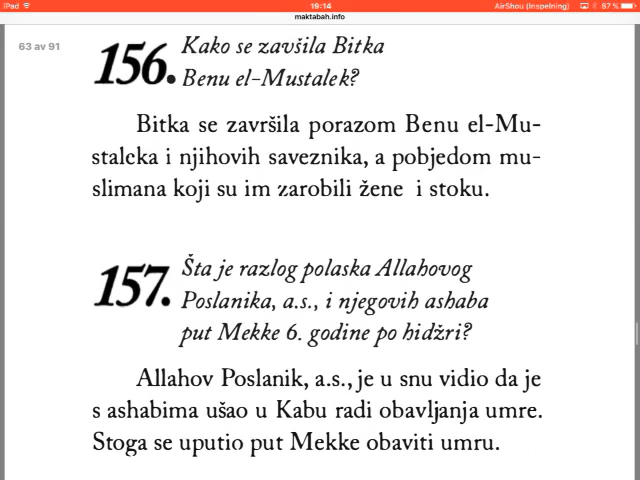 iPad 19:14 AirShou (Inspelning) 87 %
maktabah.info
63 av 91
156. Kako se zavšila Bitka
Benu el-Mustalek?
Bitka se završila porazom Benu el-Mu-
staleka i njihovih saveznika, a pobjedom mu-
slimana koji su im zarobili žene i stoku.
157. Šta je razlog polaska Allahovog
Poslanika, a.s., i njegovih ashaba
put Mekke 6. godine po hidžri?
Allahov Poslanik, a.s., je u snu vidio da je
s ashabima ušao u Kabu radi obavljanja umre.
Stoga se uputio put Mekke obaviti umru.